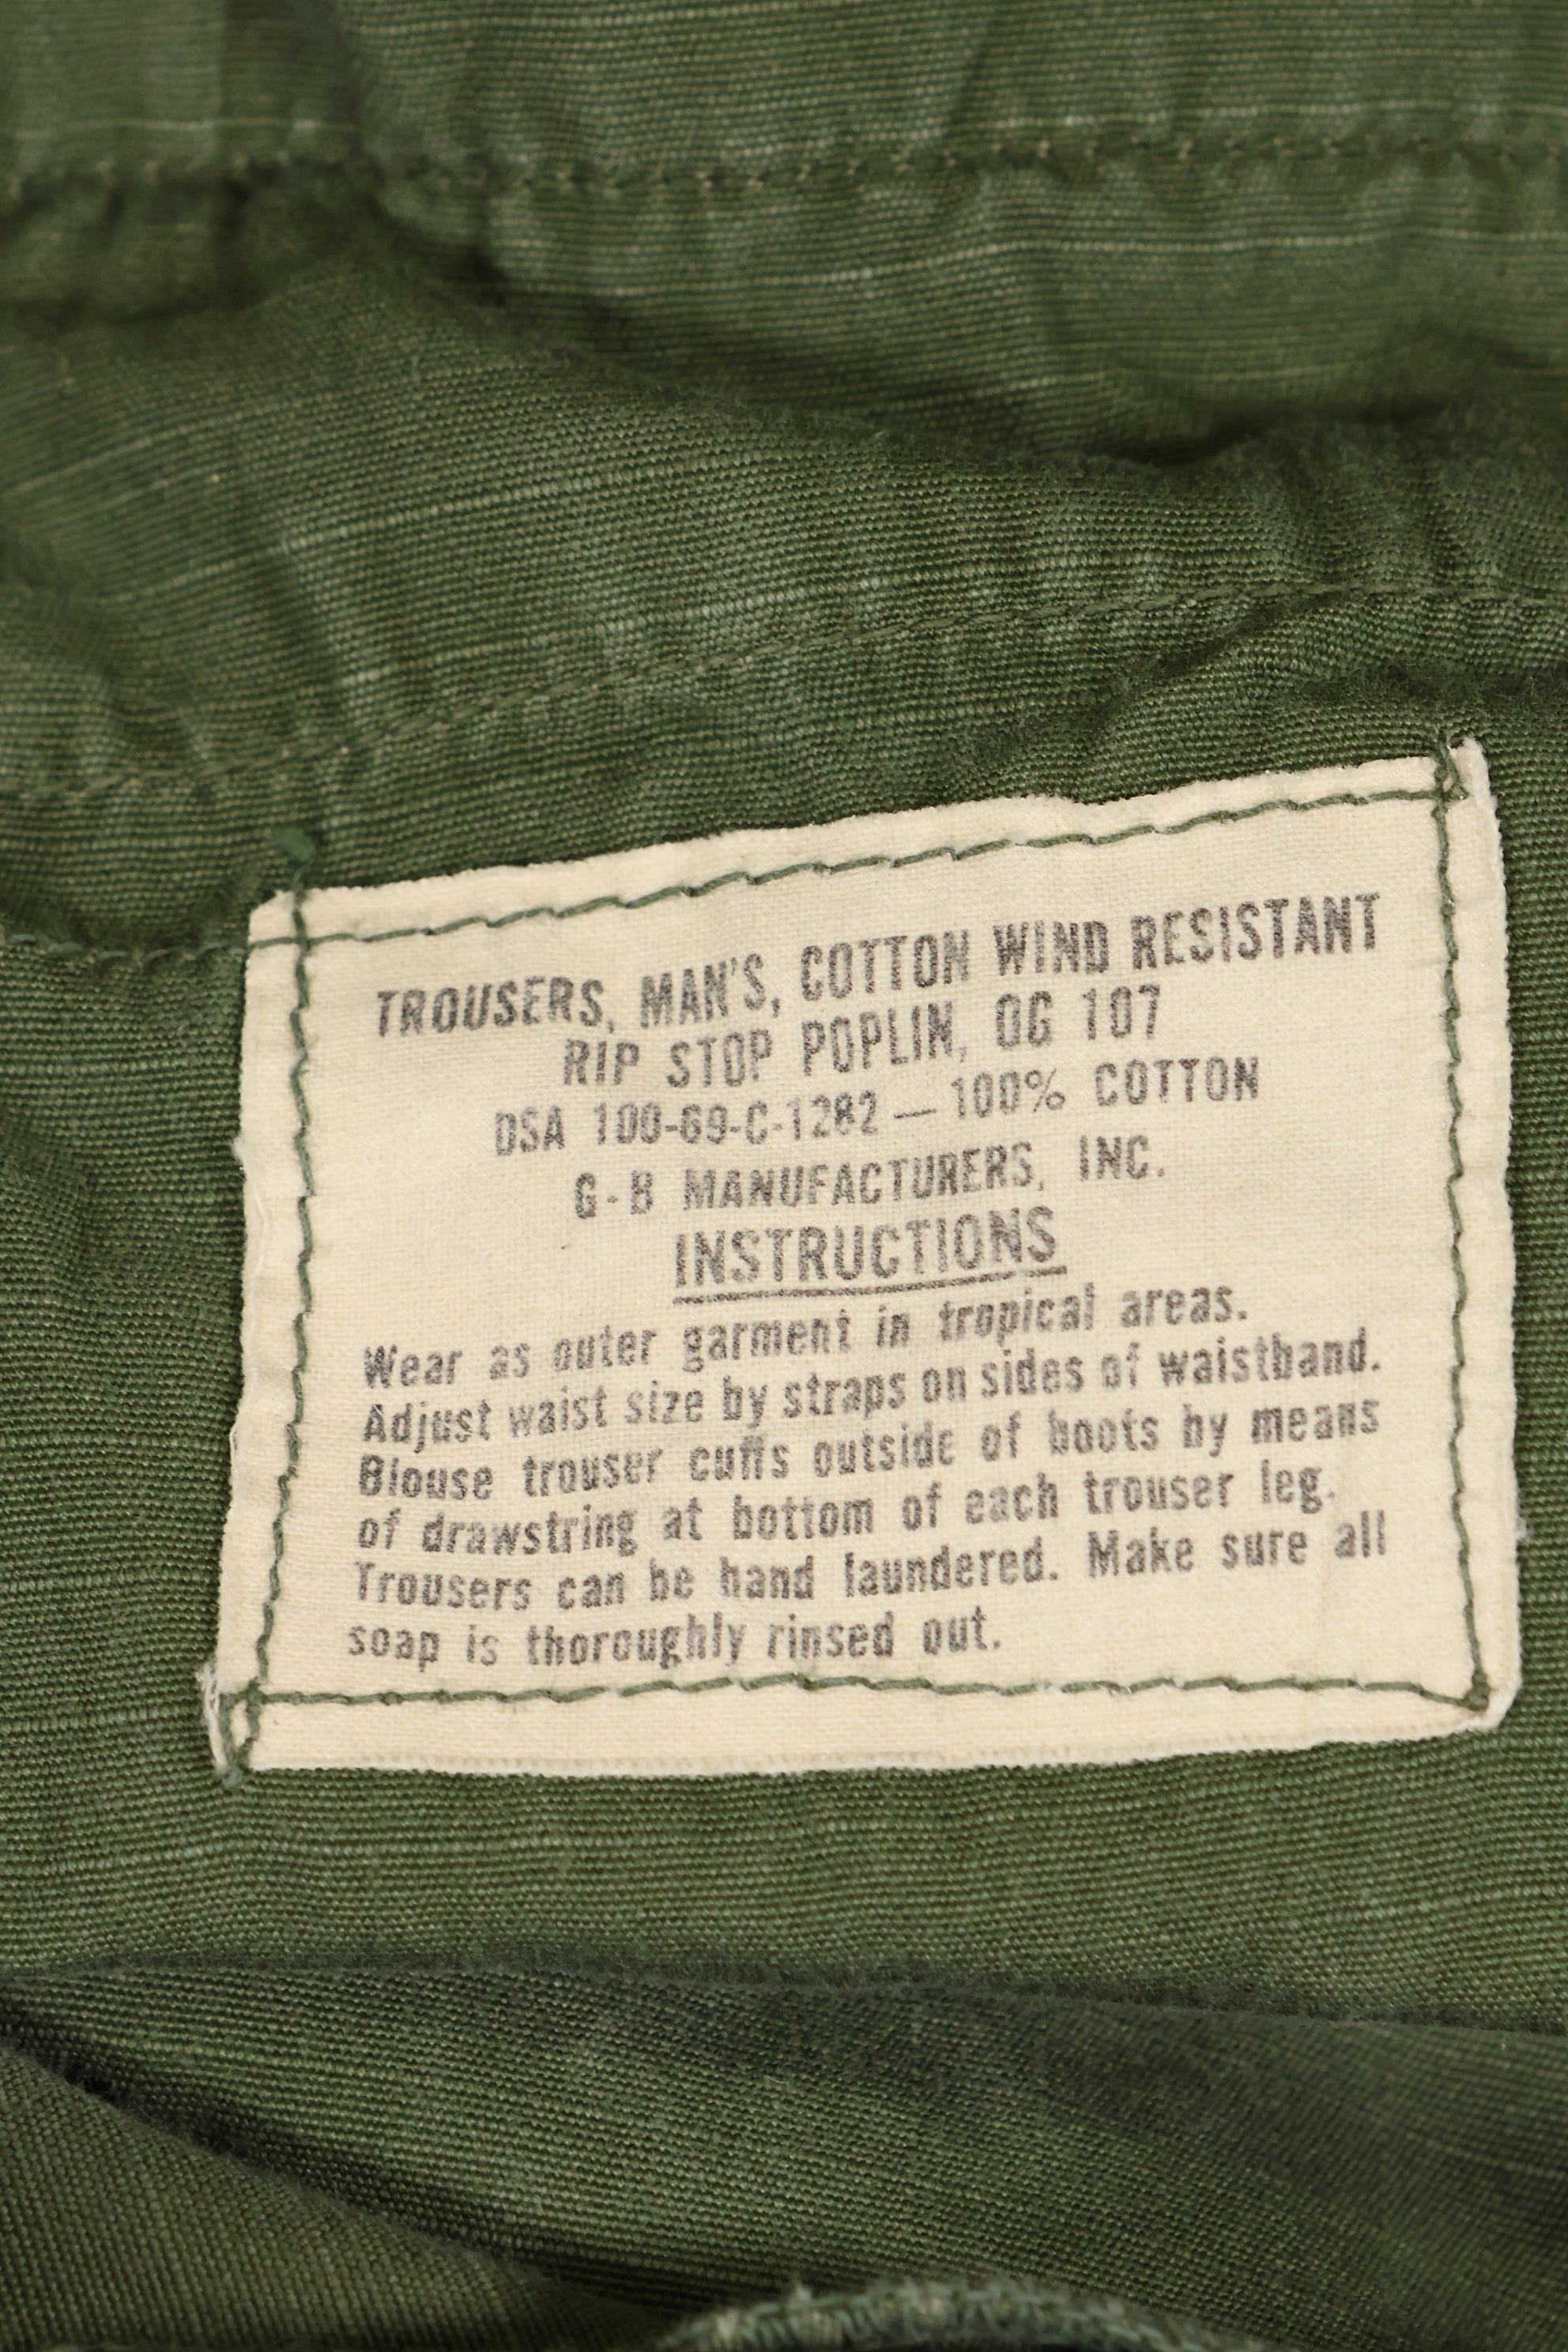 TROUSERS, MAN'S, COTTON WIND RESISTANT
RIP STOP POPLIN, OG 107
DSA 100-69-C-1282 — 100% COTTON
G-B MANUFACTURERS, INC.
INSTRUCTIONS
Wear as outer garment in tropical areas.
Adjust waist size by straps on sides of waistband.
Blouse trouser cuffs outside of boots by means
of drawstring at bottom of each trouser leg.
Trousers can be hand laundered. Make sure all
soap is thoroughly rinsed out.